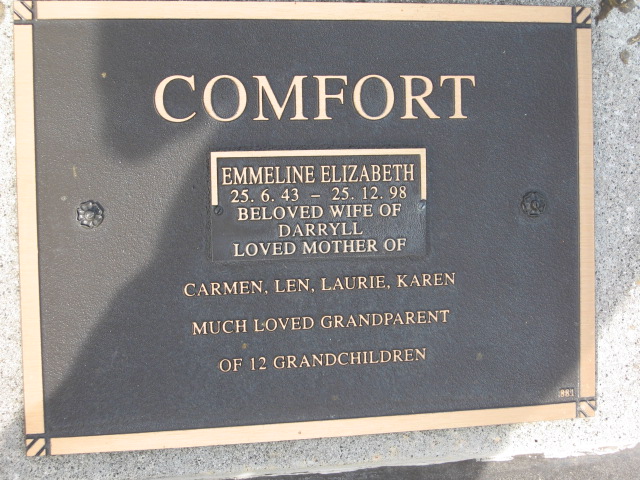 COMFORT
EMMELINE ELIZABETH
25. 6. 43 – 25. 12. 98
BELOVED WIFE OF
DARRYLL
LOVED MOTHER OF
CARMEN, LEN, LAURIE, KAREN
MUCH LOVED GRANDPARENT
OF 12 GRANDCHILDREN